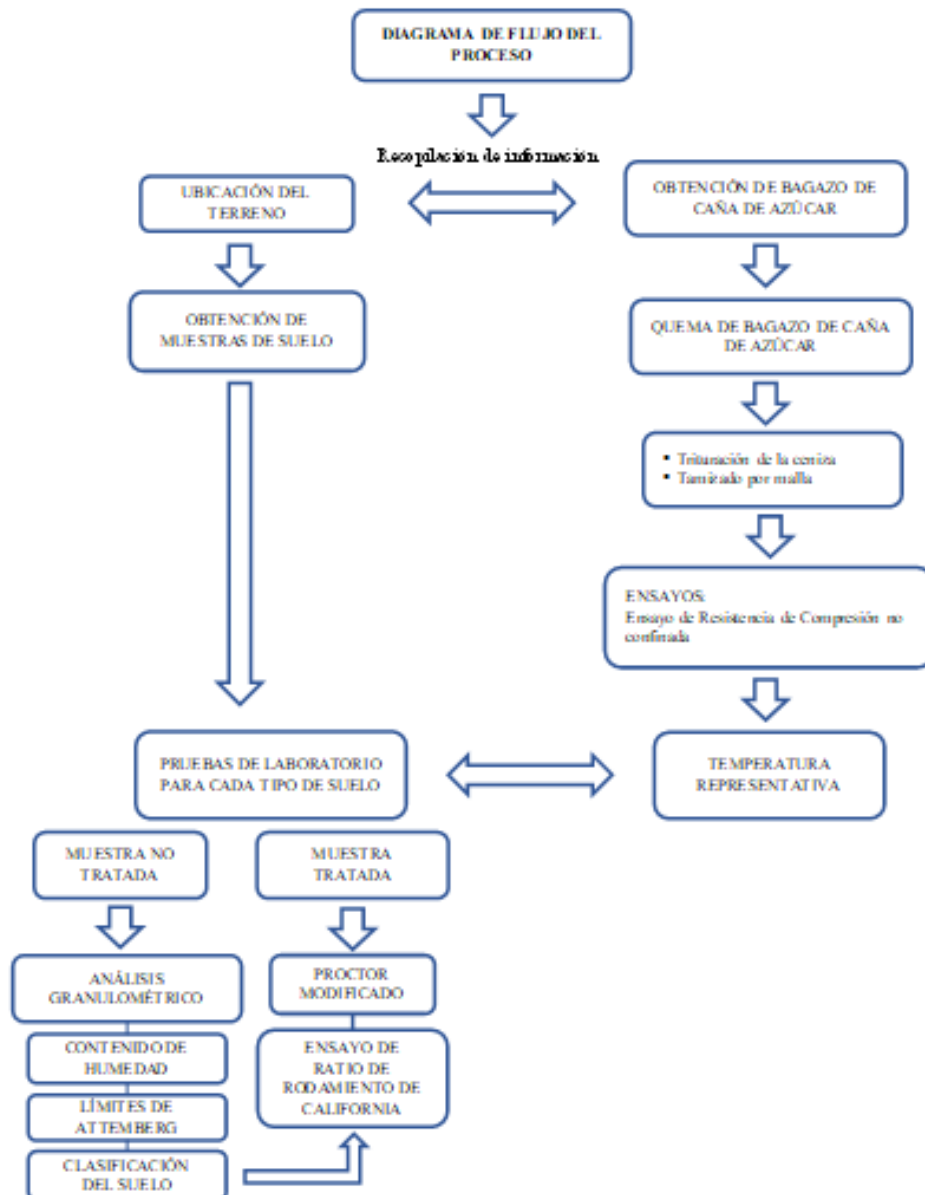 DIAGRAMA DE FLUJO DEL
PROCESO
Recopilación de información
UBICACIÓN DEL
TERRENO
OBTENCIÓN DE BAGAZO DE
CAÑA DE AZÚCAR
OBTENCIÓN DE
MUESTRAS DE SUELO
QUEMA DE BAGAZO DE CAÑA
DE AZÚCAR
▪ Trituración de la ceniza
▪ Tamizado por malla
ENSAYOS:
Ensayo de Resistencia de Compresión no
confinada
PRUEBAS DE LABORATORIO
PARA CADA TIPO DE SUELO
TEMPERATURA
REPRESENTATIVA
MUESTRA NO
TRATADA
MUESTRA
TRATADA
ANÁLISIS
GRANULOMÉTRICO
CONTENIDO DE
HUMEDAD
LÍMITES DE
ATTEMBERG
CLASIFICACIÓN
DEL SUELO
PROCTOR
MODIFICADO
ENSAYO DE
RATIO DE
RODAMIENTO DE
CALIFORNIA